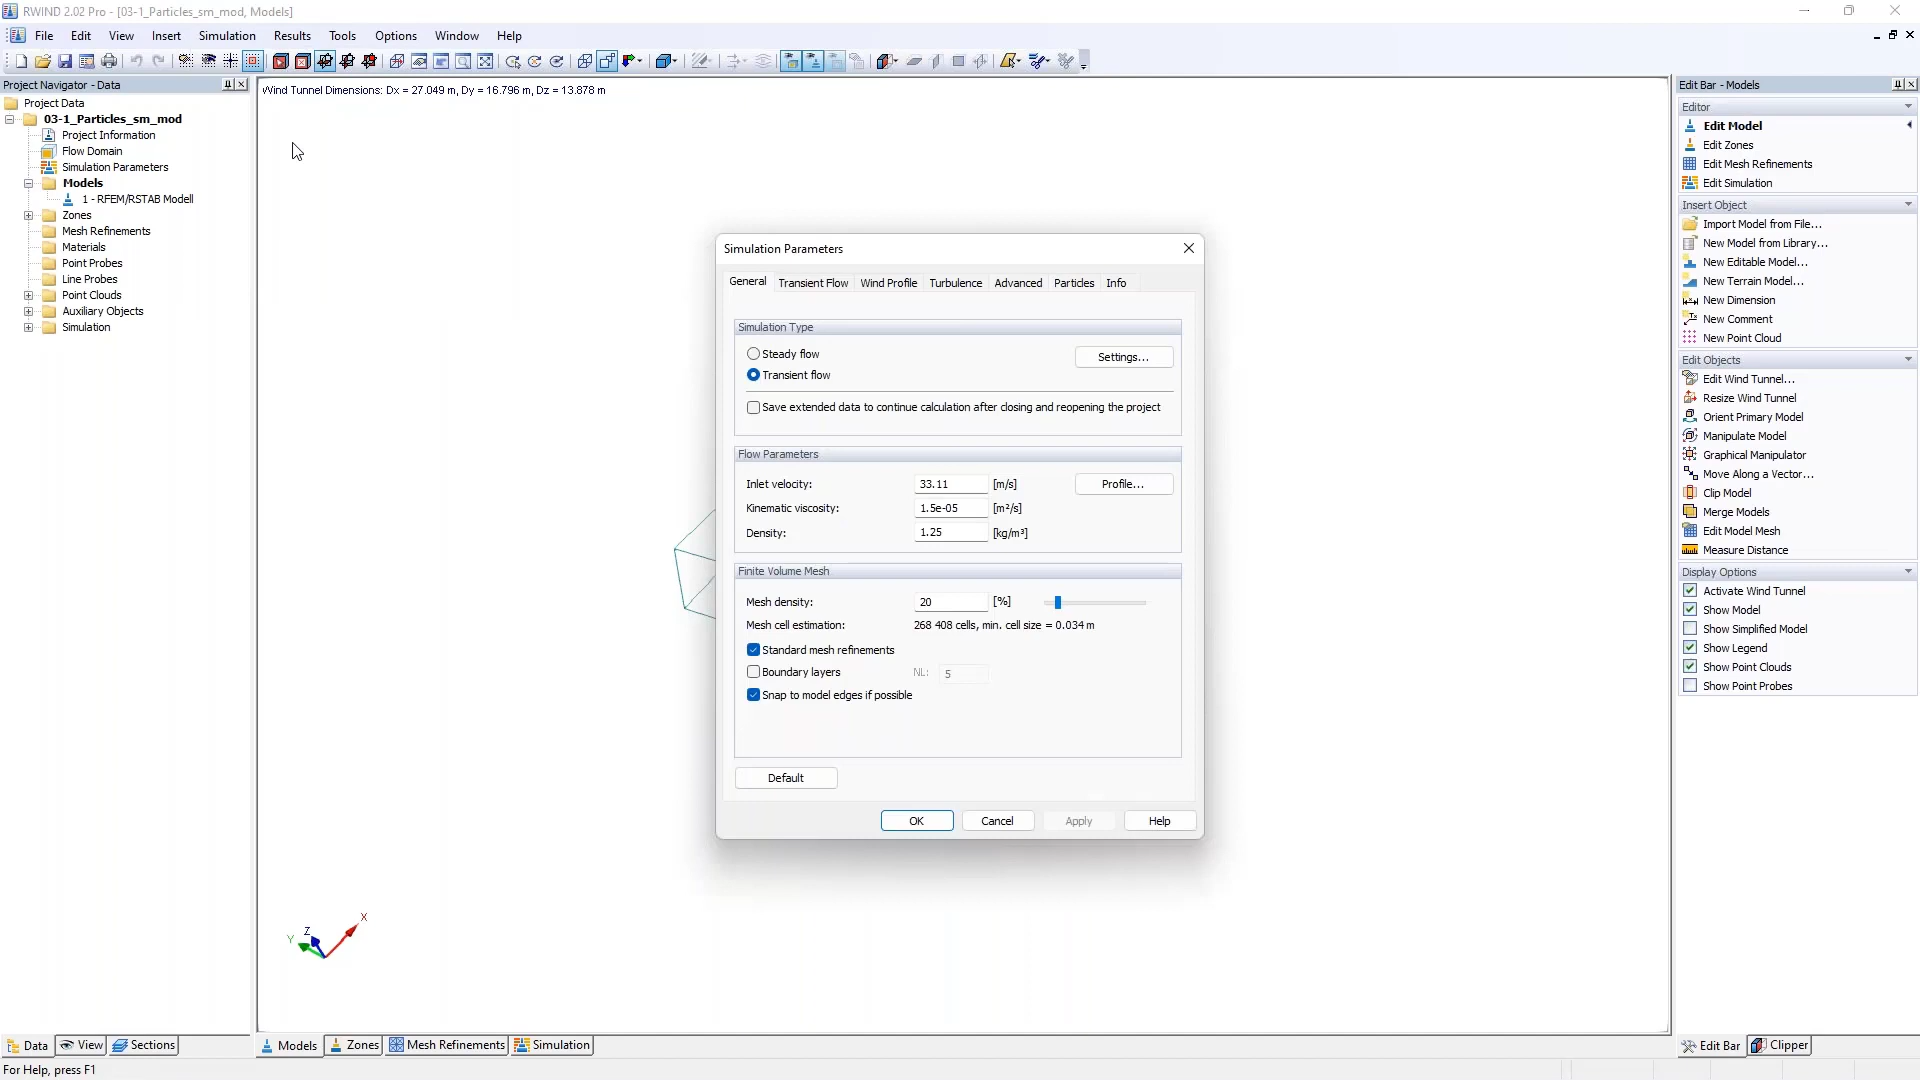 RWIND 2.02 Pro - [03-1_Particles_sm_mod, Models]
File Edit View Insert Simulation Results Tools Options Window Help
Project Navigator - Data
Project Data
03-1_Particles_sm_mod
Project Information
Flow Domain
Simulation Parameters
Models
1 - RFEM/RSTAB Modell
Zones
Mesh Refinements
Materials
Point Probes
Line Probes
Point Clouds
Auxiliary Objects
Simulation
Wind Tunnel Dimensions: Dx = 27.049 m, Dy = 16.796 m, Dz = 13.878 m
Simulation Parameters
General Transient Flow Wind Profile Turbulence Advanced Particles Info
Simulation Type
Steady flow
Settings...
Transient flow
Save extended data to continue calculation after closing and reopening the project
Flow Parameters
Inlet velocity: 33.11 [m/s] Profile...
Kinematic viscosity: 1.5e-05 [m²/s]
Density: 1.25 [kg/m³]
Finite Volume Mesh
Mesh density: 20 [%]
Mesh cell estimation: 268 408 cells, min. cell size = 0.034 m
Standard mesh refinements
Boundary layers NL: 5
Snap to model edges if possible
Default
OK Cancel Apply Help
X
Y
Z
Edit Bar - Models
Editor
Edit Model
Edit Zones
Edit Mesh Refinements
Edit Simulation
Insert Object
Import Model from File...
New Model from Library...
New Editable Model...
New Terrain Model...
New Dimension
New Comment
New Point Cloud
Edit Objects
Edit Wind Tunnel...
Resize Wind Tunnel
Orient Primary Model
Manipulate Model
Graphical Manipulator
Move Along a Vector...
Clip Model
Merge Models
Edit Model Mesh
Measure Distance
Display Options
Activate Wind Tunnel
Show Model
Show Simplified Model
Show Legend
Show Point Clouds
Show Point Probes
Data View Sections
Models Zones Mesh Refinements Simulation
Edit Bar Clipper
For Help, press F1